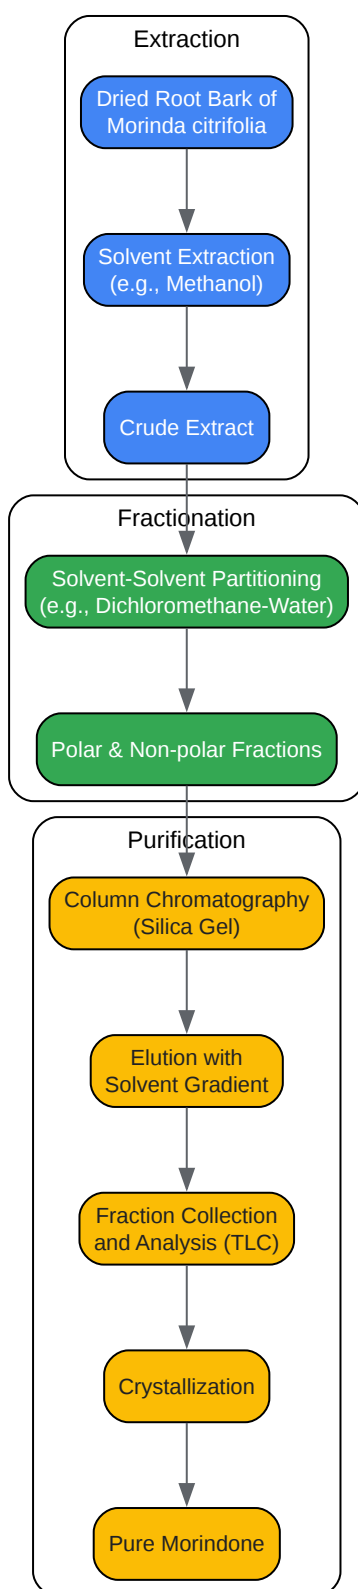 Extraction
Dried Root Bark of
Morinda citrifolia
Solvent Extraction
(e.g., Methanol)
Crude Extract
Fractionation
Solvent-Solvent Partitioning
(e.g., Dichloromethane-Water)
Polar & Non-polar Fractions
Purification
Column Chromatography
(Silica Gel)
Elution with
Solvent Gradient
Fraction Collection
and Analysis (TLC)
Crystallization
Pure Morindone